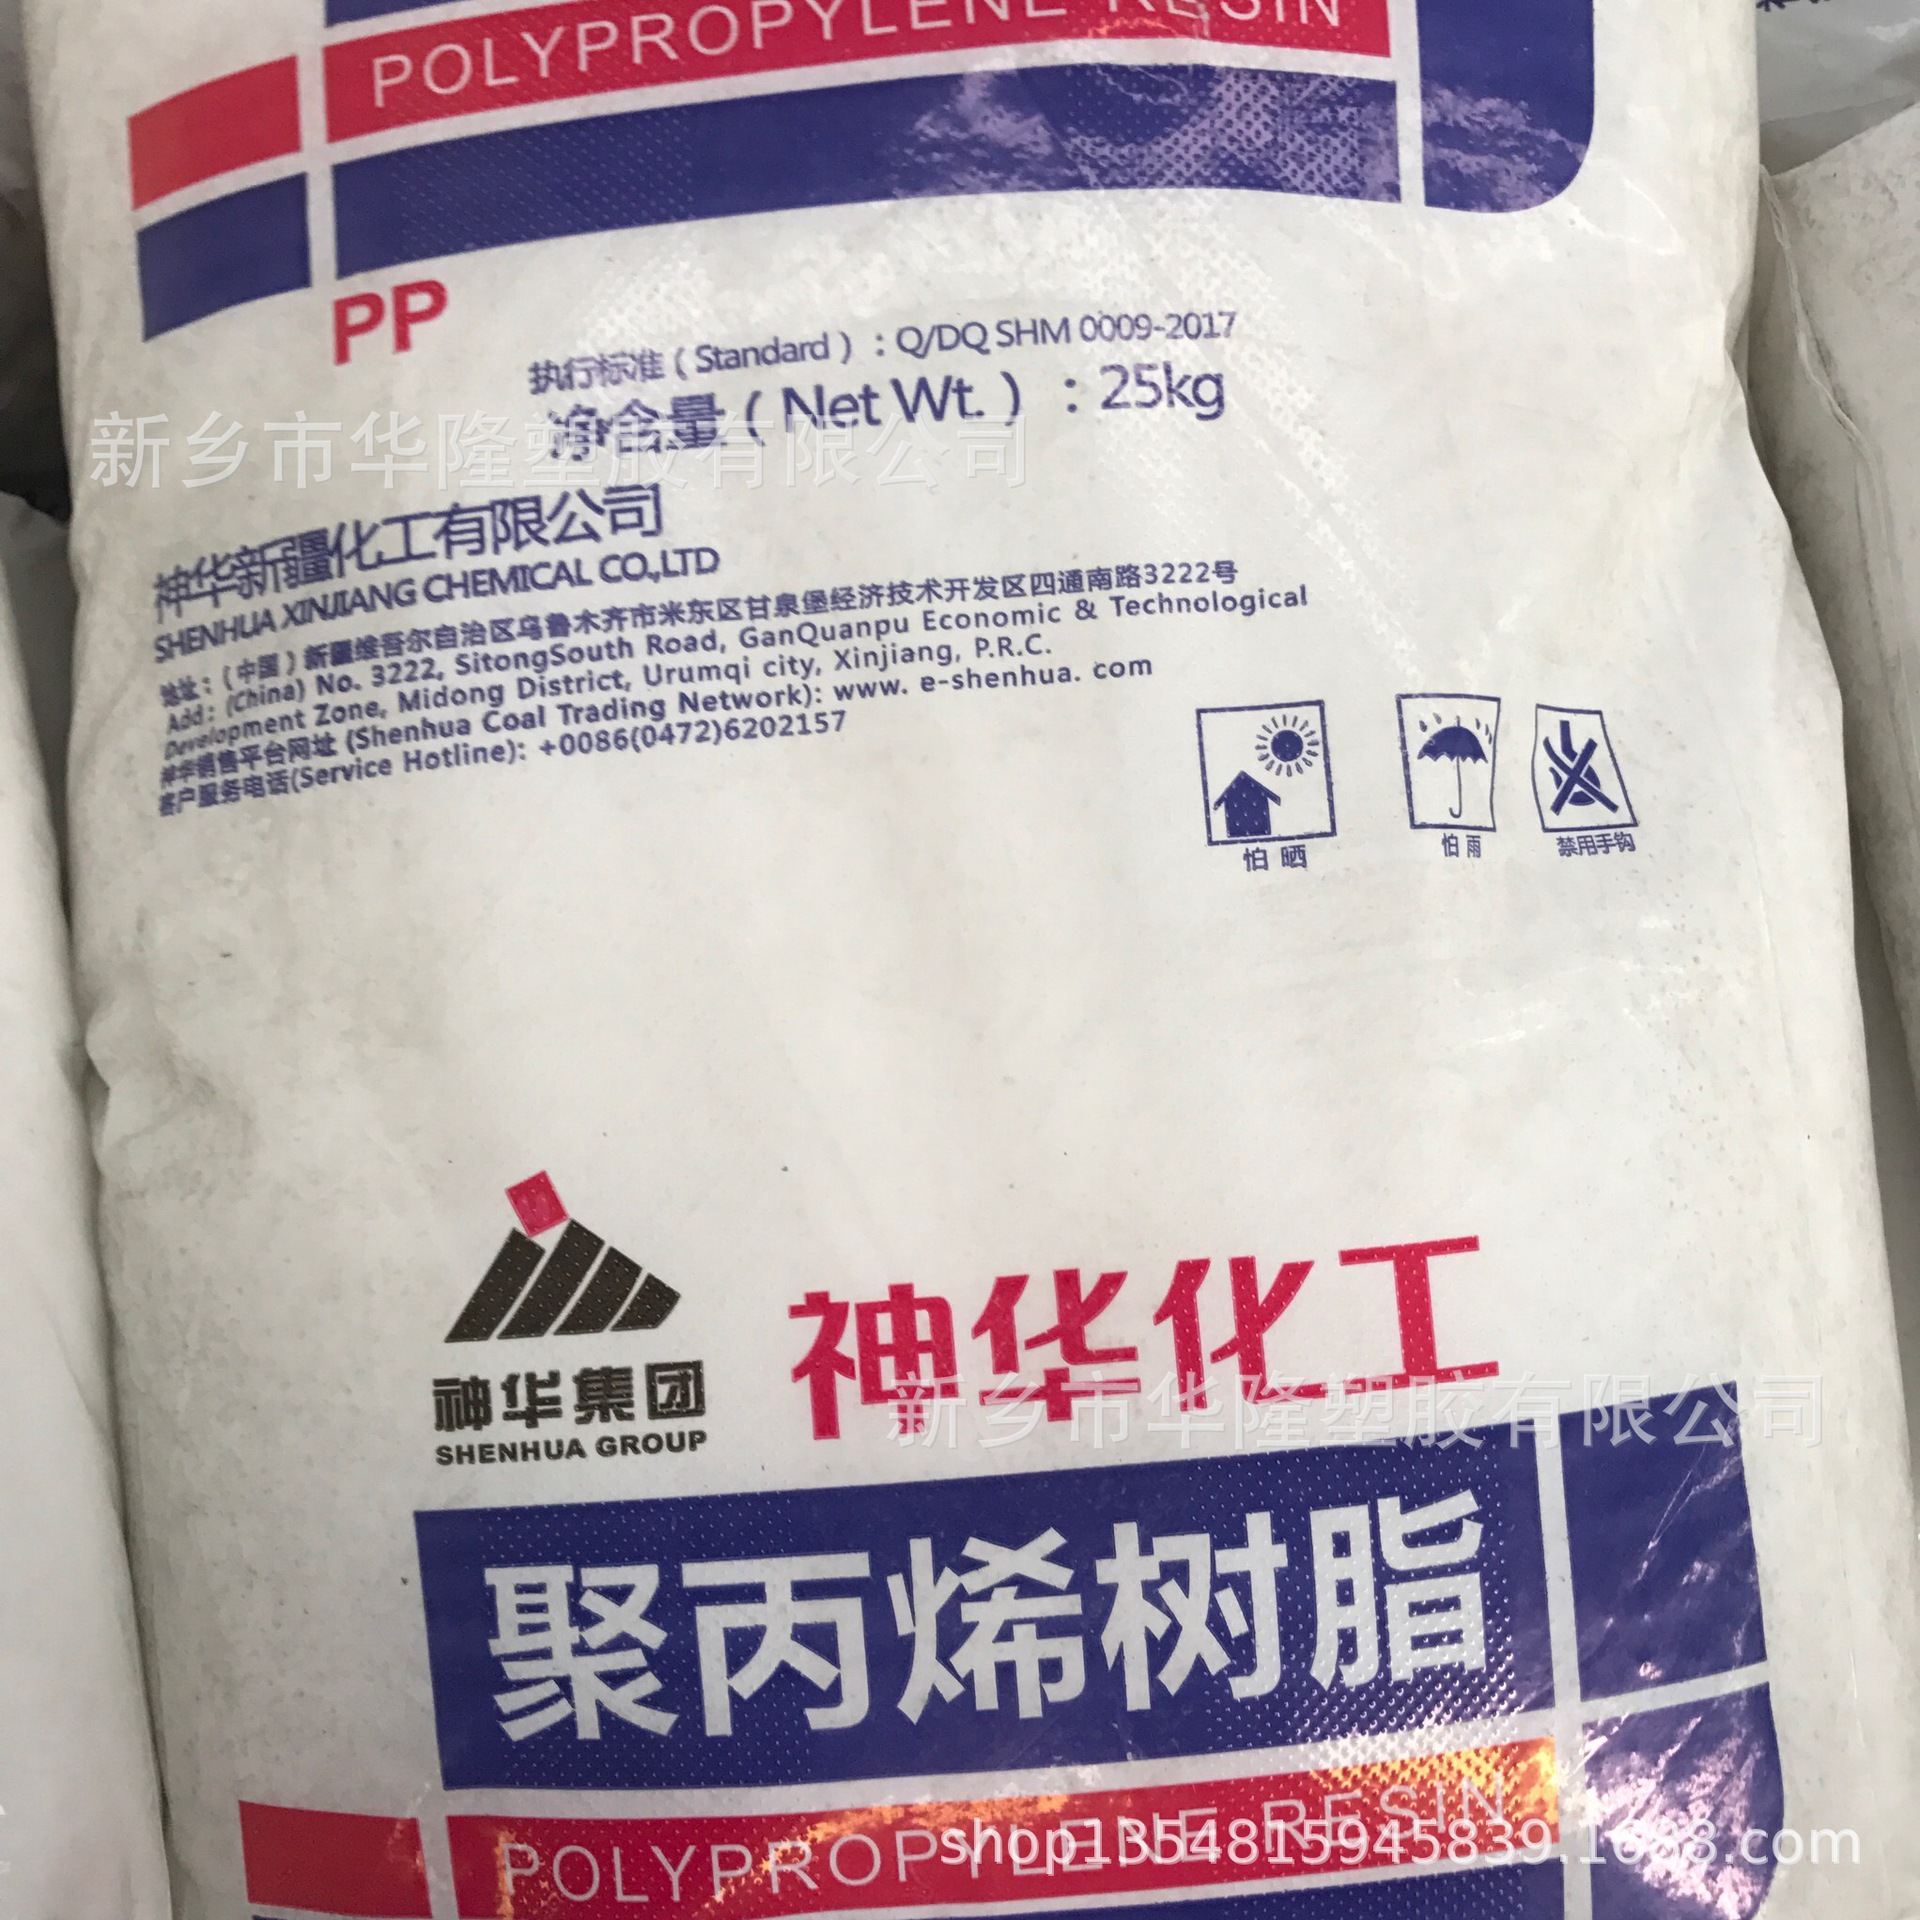 POLYPROPYLENE RESIN
PP
执行标准（Standard）：Q/DQ SHM 0009-2017
净含量（Net Wt.）：25kg
新乡市华隆塑胶有限公司
神华新疆化工有限公司
SHENHUA XINJIANG CHEMICAL CO.,LTD
地址：(中国) 新疆维吾尔自治区乌鲁木齐市米东区甘泉堡经济技术开发区四通南路3222号
Add: (China) No. 3222, SitongSouth Road, GanQuanpu Economic & Technological
Development Zone, Midong District, Urumqi city, Xinjiang, P.R.C.
神华销售平台网址 (Shenhua Coal Trading Network): www. e-shenhua. com
客户服务电话(Service Hotline): +0086(0472)6202157
怕 晒
怕 雨
禁用手钩
神华集团
SHENHUA GROUP
神华化工
新乡市华隆塑胶有限公司
聚丙烯树脂
POLYPROPYLENE RESIN
shop1354815945839.1688.com